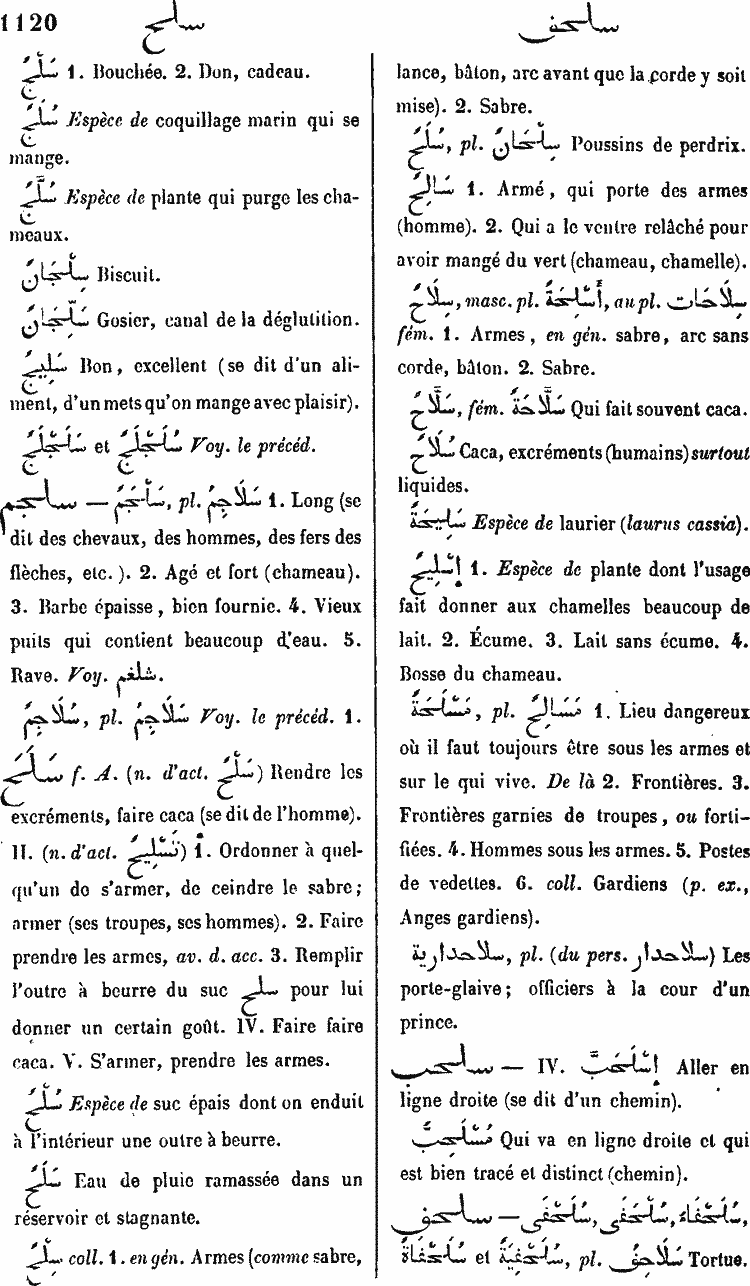 1120
سلح
سلحف
سَلْجٌ 1. Bouchée. 2. Don, cadeau.
سُلَجٌ Espèce de coquillage marin qui se
mange.
سُلَّجٌ Espèce de plante qui purge les cha-
meaux.
سِلَّجَانٌ Biscuit.
سِلِّجَانٌ Gosier, canal de la déglutition.
سَلِيجٌ Bon, excellent (se dit d'un ali-
ment, d'un mets qu'on mange avec plaisir).
سَلَجْلَجٌ et سُلَجْلَجٌ Voy. le précéd.
سلجم — سَلْجَمٌ, pl. سَلَاجِمُ 1. Long (se
dit des chevaux, des hommes, des fers des
flèches, etc.). 2. Agé et fort (chameau).
3. Barbe épaisse, bien fournie. 4. Vieux
puits qui contient beaucoup d'eau. 5.
Rave. Voy. شلغم.
سُلَاجِمٌ, pl. سَلَاجِمُ Voy. le précéd. 1.
سَلَحَ f. A. (n. d'act. سَلْحٌ) Rendre les
excréments, faire caca (se dit de l'homme).
II. (n. d'act. تَسْلِيحٌ) 1. Ordonner à quel-
qu'un de s'armer, de ceindre le sabre;
armer (ses troupes, ses hommes). 2. Faire
prendre les armes, av. d. acc. 3. Remplir
l'outre à beurre du suc سلح pour lui
donner un certain goût. IV. Faire faire
caca. V. S'armer, prendre les armes.
سُلْحٌ Espèce de suc épais dont on enduit
à l'intérieur une outre à beurre.
سَلَحٌ Eau de pluie ramassée dans un
réservoir et stagnante.
سِلْحٌ coll. 1. en gén. Armes (comme sabre,
lance, bâton, arc avant que la corde y soit
mise). 2. Sabre.
سُلَحٌ, pl. سِلْحَانٌ Poussins de perdrix.
سَالِحٌ 1. Armé, qui porte des armes
(homme). 2. Qui a le ventre relâché pour
avoir mangé du vert (chameau, chamelle).
سِلَاحٌ, masc. pl. أَسْلِحَةٌ, au pl. سِلَاحَات
fém. 1. Armes, en gén. sabre, arc sans
corde, bâton. 2. Sabre.
سَلَّاحٌ, fém. سَلَّاحَةٌ Qui fait souvent caca.
سُلَاحٌ Caca, excréments (humains) surtout
liquides.
سَلِيحَةٌ Espèce de laurier (laurus cassia).
إِسْلِيحٌ 1. Espèce de plante dont l'usage
fait donner aux chamelles beaucoup de
lait. 2. Écume. 3. Lait sans écume. 4.
Bosse du chameau.
مَسْلَحَةٌ, pl. مَسَالِحُ 1. Lieu dangereux
où il faut toujours être sous les armes et
sur le qui vive. De là 2. Frontières. 3.
Frontières garnies de troupes, ou forti-
fiées. 4. Hommes sous les armes. 5. Postes
de vedettes. 6. coll. Gardiens (p. ex.,
Anges gardiens).
سلاحدارية, pl. (du pers. سلاحدار) Les
porte-glaive; officiers à la cour d'un
prince.
سلحب — IV. إِسْلَحَبَّ Aller en
ligne droite (se dit d'un chemin).
مُسْلَحِبٌّ Qui va en ligne droite et qui
est bien tracé et distinct (chemin).
سلحف — سُلَحْفَى, سُلْحَفَى, سُلَحْفَاءُ,
سُلَحْفَاةٌ et سُلَحْفِيَةٌ, pl. سَلَاحِفُ Tortue.